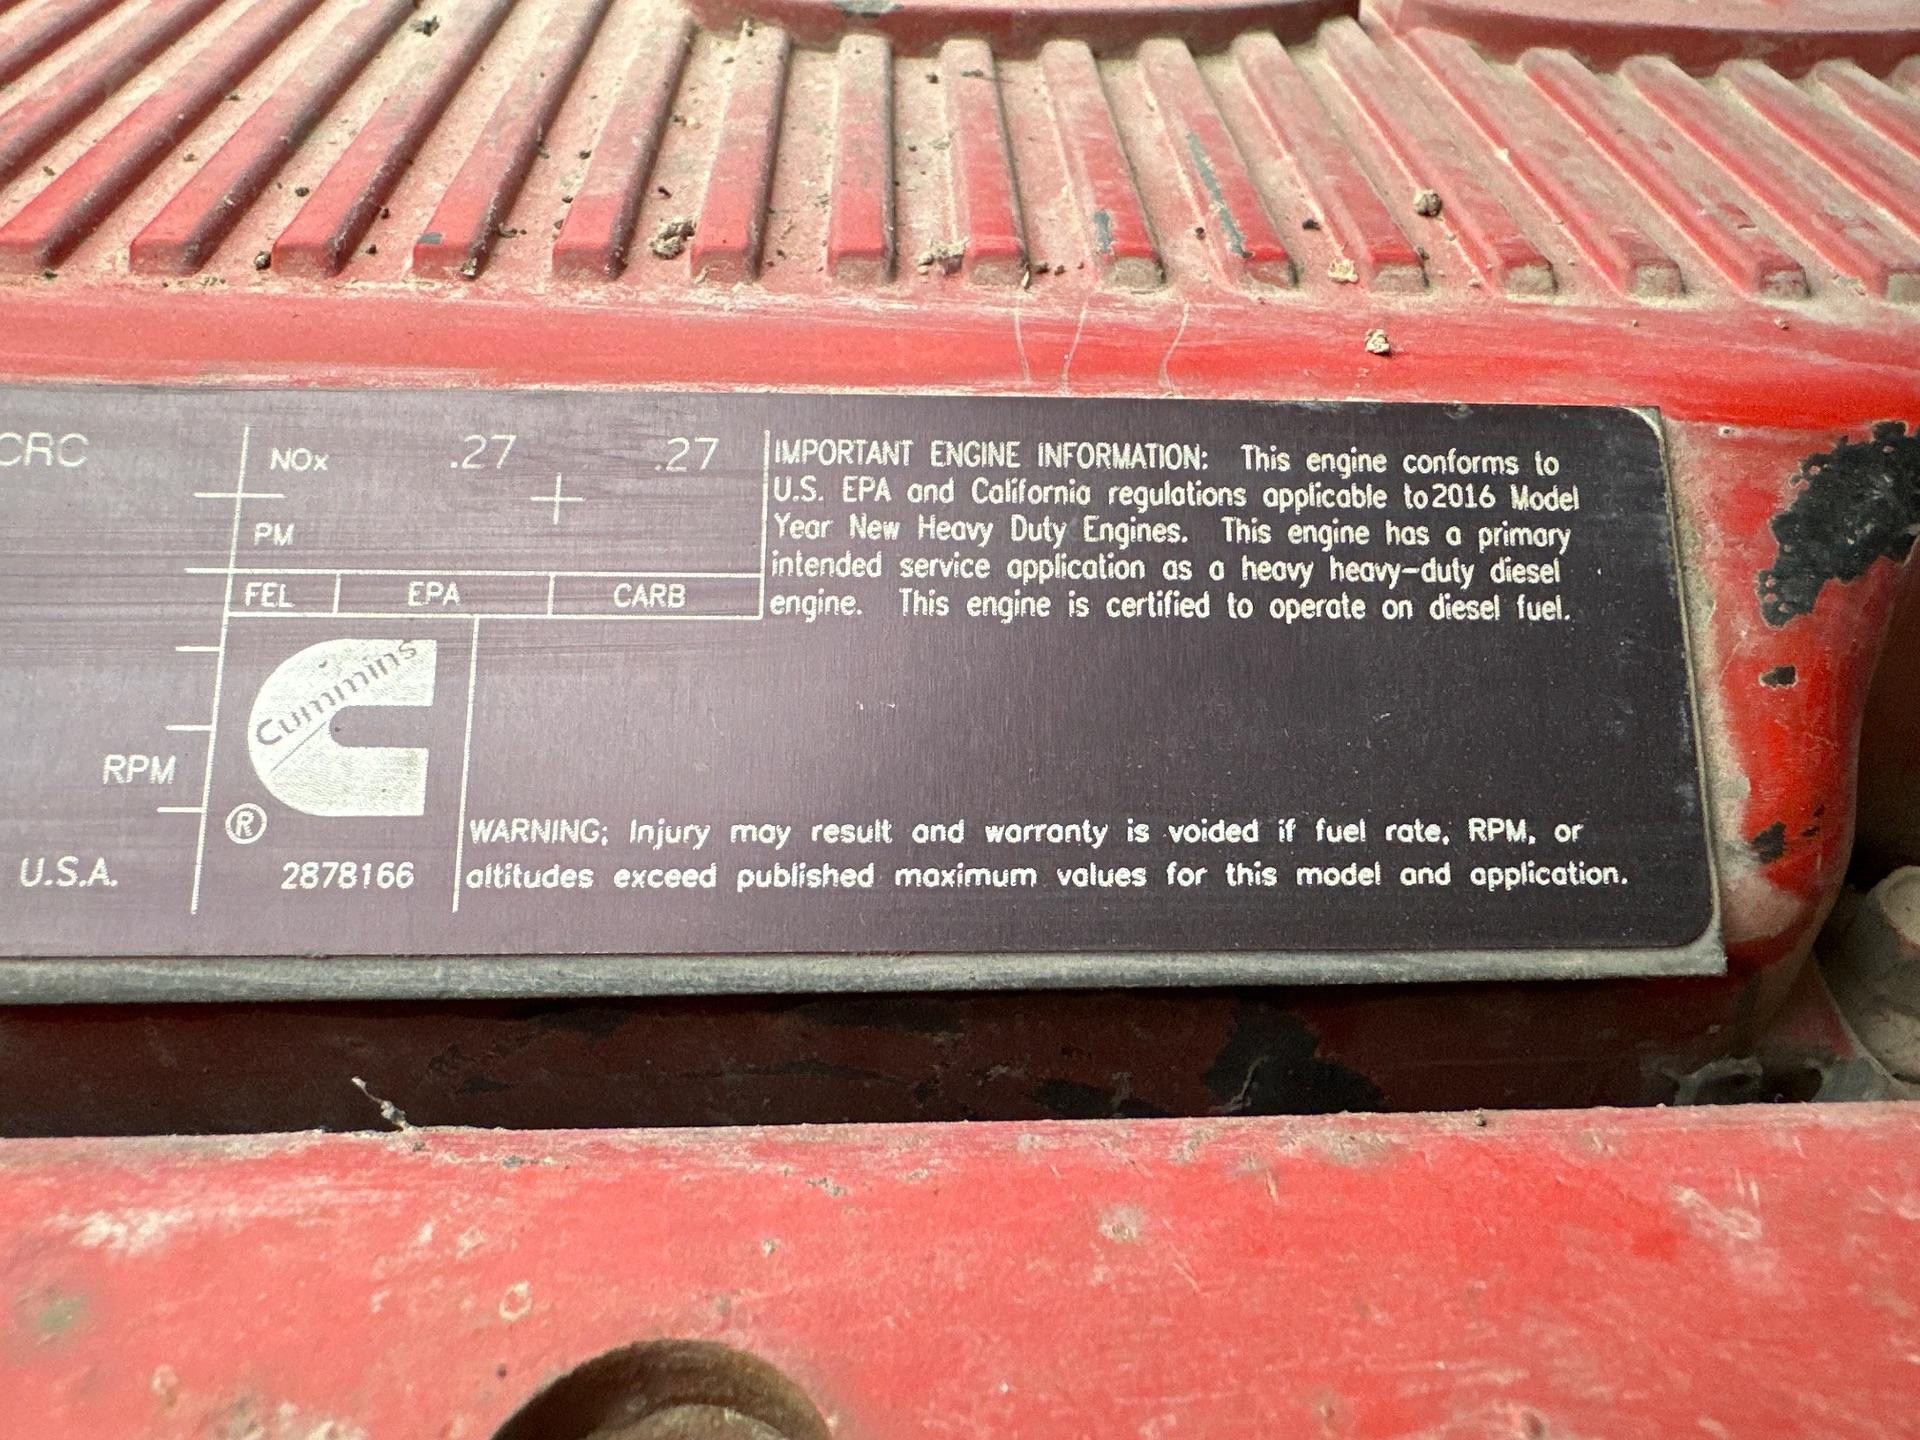 CRC
NOx .27 .27
PM
FEL EPA CARB
IMPORTANT ENGINE INFORMATION: This engine conforms to
U.S. EPA and California regulations applicable to 2016 Model
Year New Heavy Duty Engines. This engine has a primary
intended service application as a heavy heavy-duty diesel
engine. This engine is certified to operate on diesel fuel.
Cummins
RPM
®
U.S.A.
2878166
WARNING; Injury may result and warranty is voided if fuel rate, RPM, or
altitudes exceed published maximum values for this model and application.